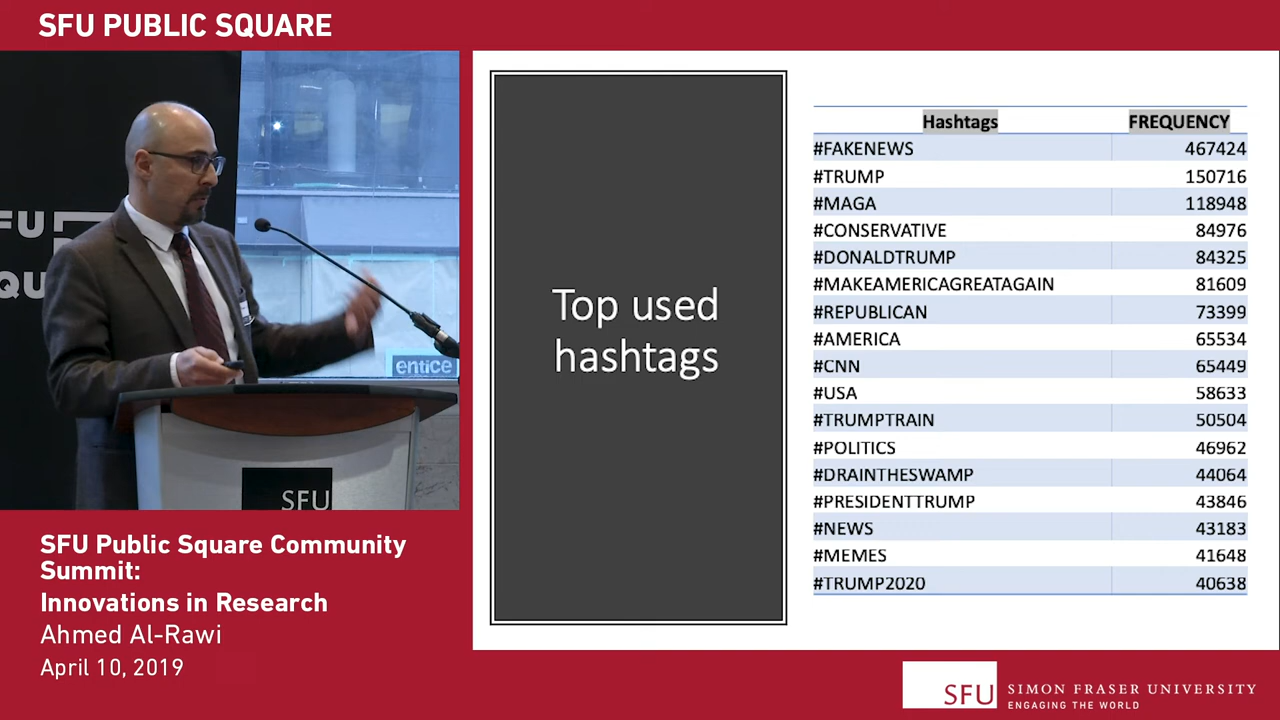 SFU PUBLIC SQUARE
FU
QU
entice
SFU
Top used
hashtags
Hashtags FREQUENCY
#FAKENEWS 467424
#TRUMP 150716
#MAGA 118948
#CONSERVATIVE 84976
#DONALDTRUMP 84325
#MAKEAMERICAGREATAGAIN 81609
#REPUBLICAN 73399
#AMERICA 65534
#CNN 65449
#USA 58633
#TRUMPTRAIN 50504
#POLITICS 46962
#DRAINTHESWAMP 44064
#PRESIDENTTRUMP 43846
#NEWS 43183
#MEMES 41648
#TRUMP2020 40638
SFU Public Square Community
Summit:
Innovations in Research
Ahmed Al-Rawi
April 10, 2019
SFU SIMON FRASER UNIVERSITY
ENGAGING THE WORLD